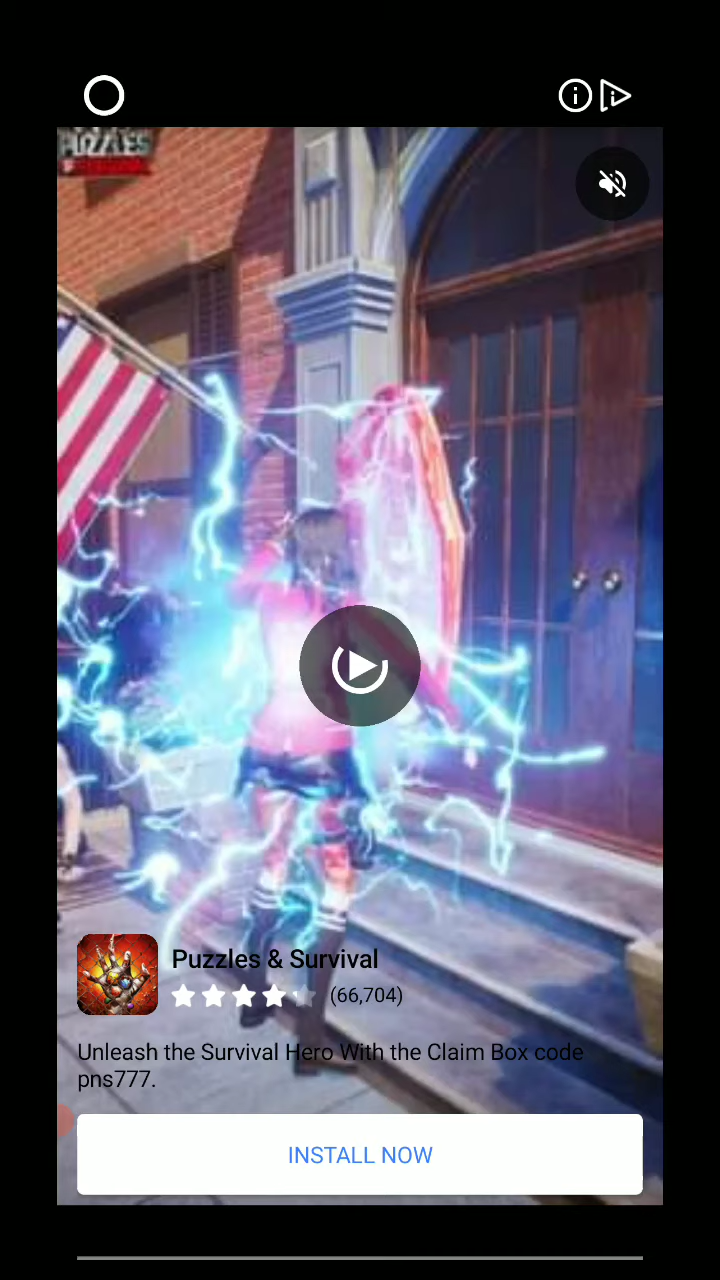 PUZZLES
Puzzles & Survival
(66,704)
Unleash the Survival Hero With the Claim Box code
pns777.
INSTALL NOW